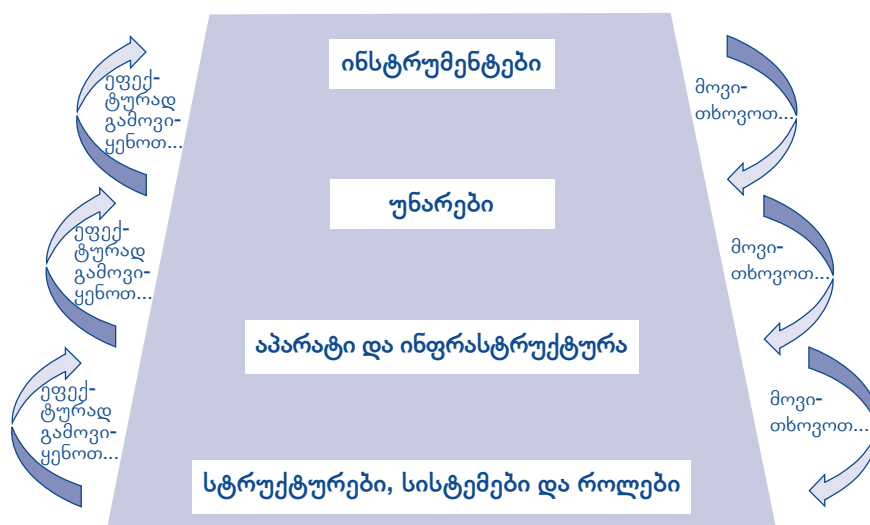 ინსტრუმენტები
ეფექ-
ტურად
გამოვი-
ყენოთ...
მოვი-
თხოვოთ...
უნარები
ეფექ-
ტურად
გამოვი-
ყენოთ...
მოვი-
თხოვოთ...
აპარატი და ინფრასტრუქტურა
ეფექ-
ტურად
გამოვი-
ყენოთ...
მოვი-
თხოვოთ...
სტრუქტურები, სისტემები და როლები